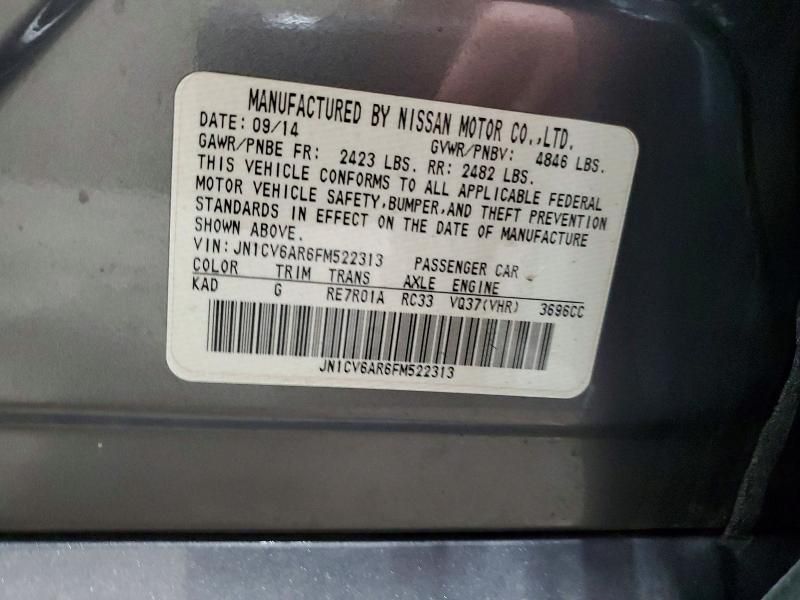 MANUFACTURED BY NISSAN MOTOR CO.,LTD.
DATE: 09/14 GVWR/PNBV: 4846 LBS.
GAWR/PNBE FR: 2423 LBS. RR: 2482 LBS.
THIS VEHICLE CONFORMS TO ALL APPLICABLE FEDERAL
MOTOR VEHICLE SAFETY,BUMPER,AND THEFT PREVENTION
STANDARDS IN EFFECT ON THE DATE OF MANUFACTURE
SHOWN ABOVE.
VIN: JN1CV6AR6FM522313 PASSENGER CAR
COLOR TRIM TRANS AXLE ENGINE
KAD G RE7R01A RC33 VQ37(VHR) 3696CC
JN1CV6AR6FM522313